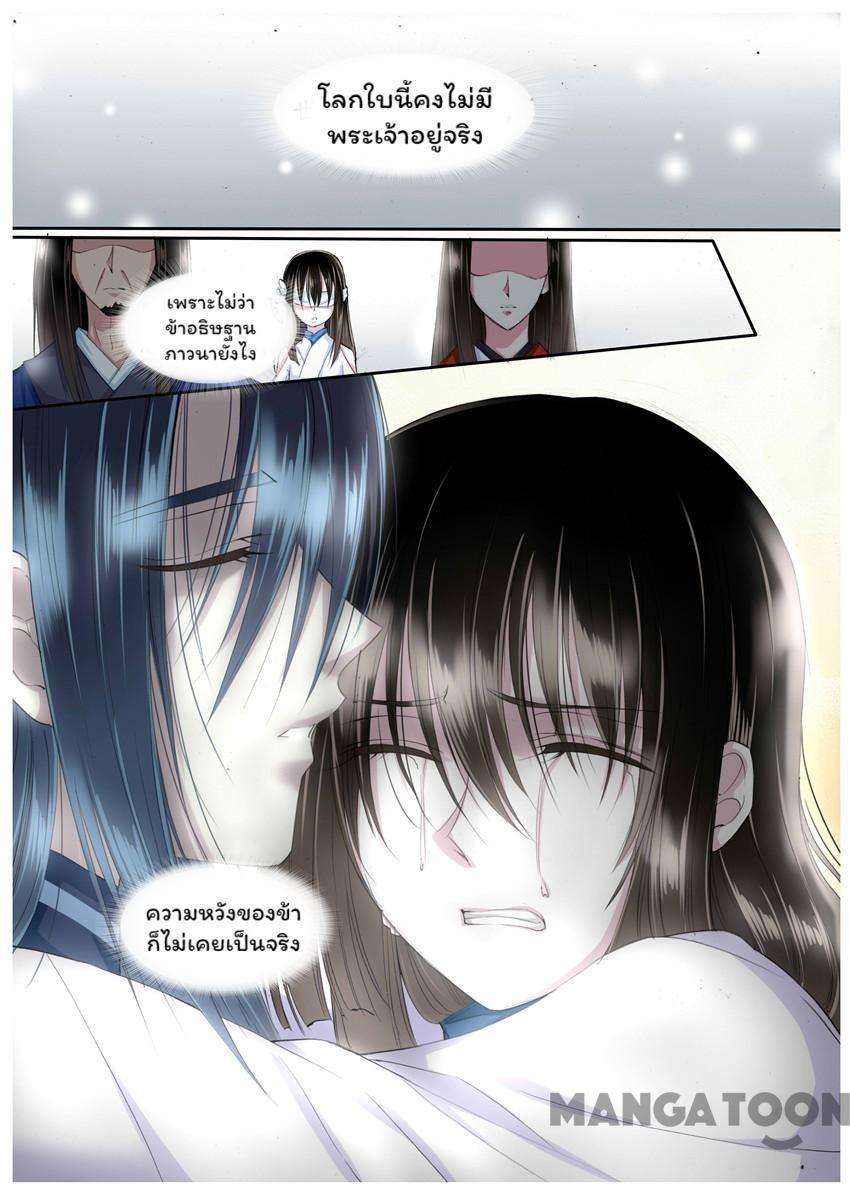 โลกใบนี้คงไม่มี
พระเจ้าอยู่จริง
เพราะไม่ว่า
ข้าอธิษฐาน
ภาวนายังไง
ความหวังของข้า
ก็ไม่เคยเป็นจริง
MANGATOON